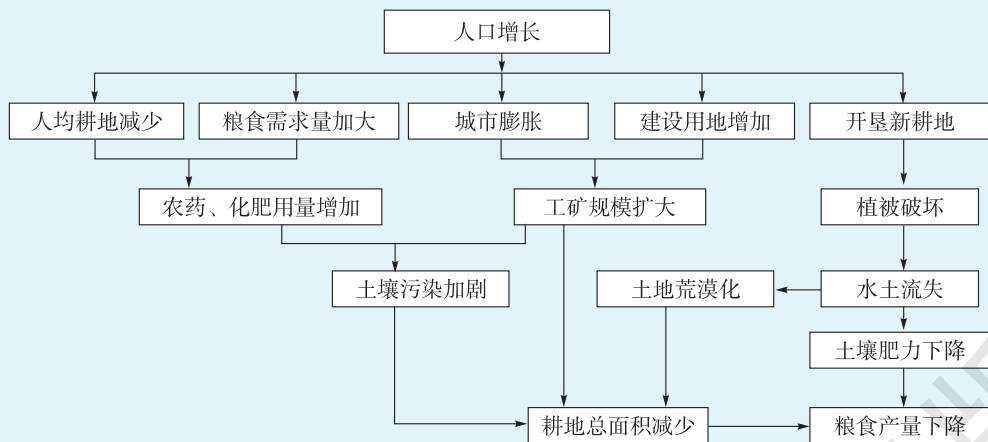 人口增长
人均耕地减少
粮食需求量加大
城市膨胀
建设用地增加
开垦新耕地
农药、化肥用量增加
工矿规模扩大
植被破坏
土壤污染加剧
土地荒漠化
水土流失
土壤肥力下降
耕地总面积减少
粮食产量下降